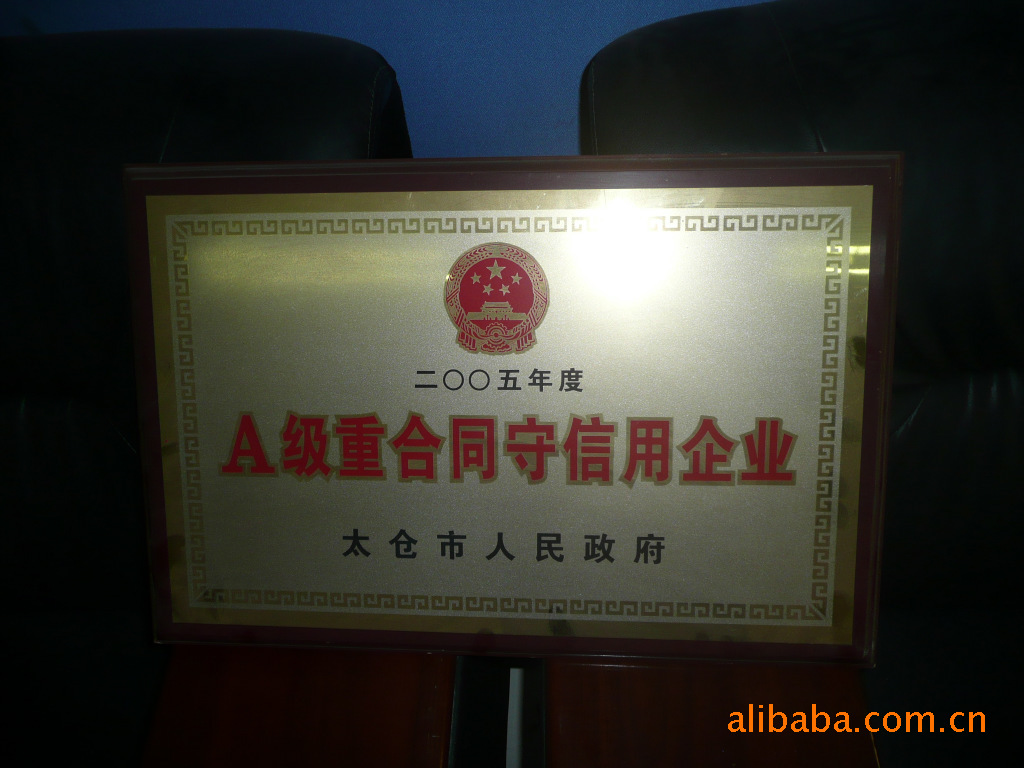 二〇〇五年度
A级重合同守信用企业
太仓市人民政府
alibaba.com.cn